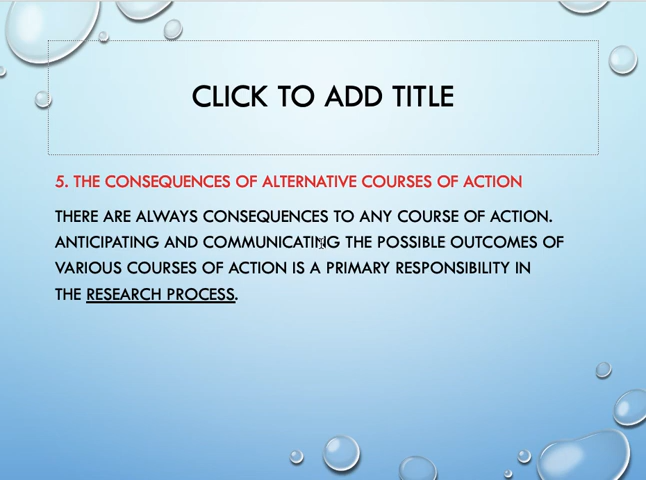 CLICK TO ADD TITLE
5. THE CONSEQUENCES OF ALTERNATIVE COURSES OF ACTION
THERE ARE ALWAYS CONSEQUENCES TO ANY COURSE OF ACTION.
ANTICIPATING AND COMMUNICATING THE POSSIBLE OUTCOMES OF
VARIOUS COURSES OF ACTION IS A PRIMARY RESPONSIBILITY IN
THE RESEARCH PROCESS.